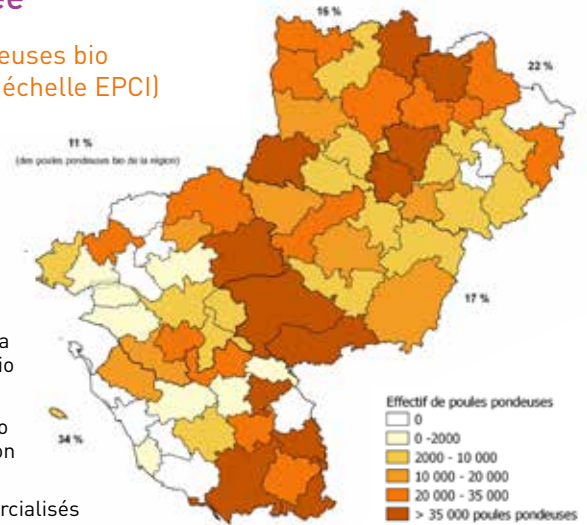 euses bio
échelle EPCI)
15 %
22 %
11 %
(des poules pondeuses bio de la région)
17 %
a
io
o
34 %
on
rcialisés
Effectif de poules pondeuses
0
0 -2000
2000 - 10 000
10 000 - 20 000
20 000 - 35 000
> 35 000 poules pondeuses